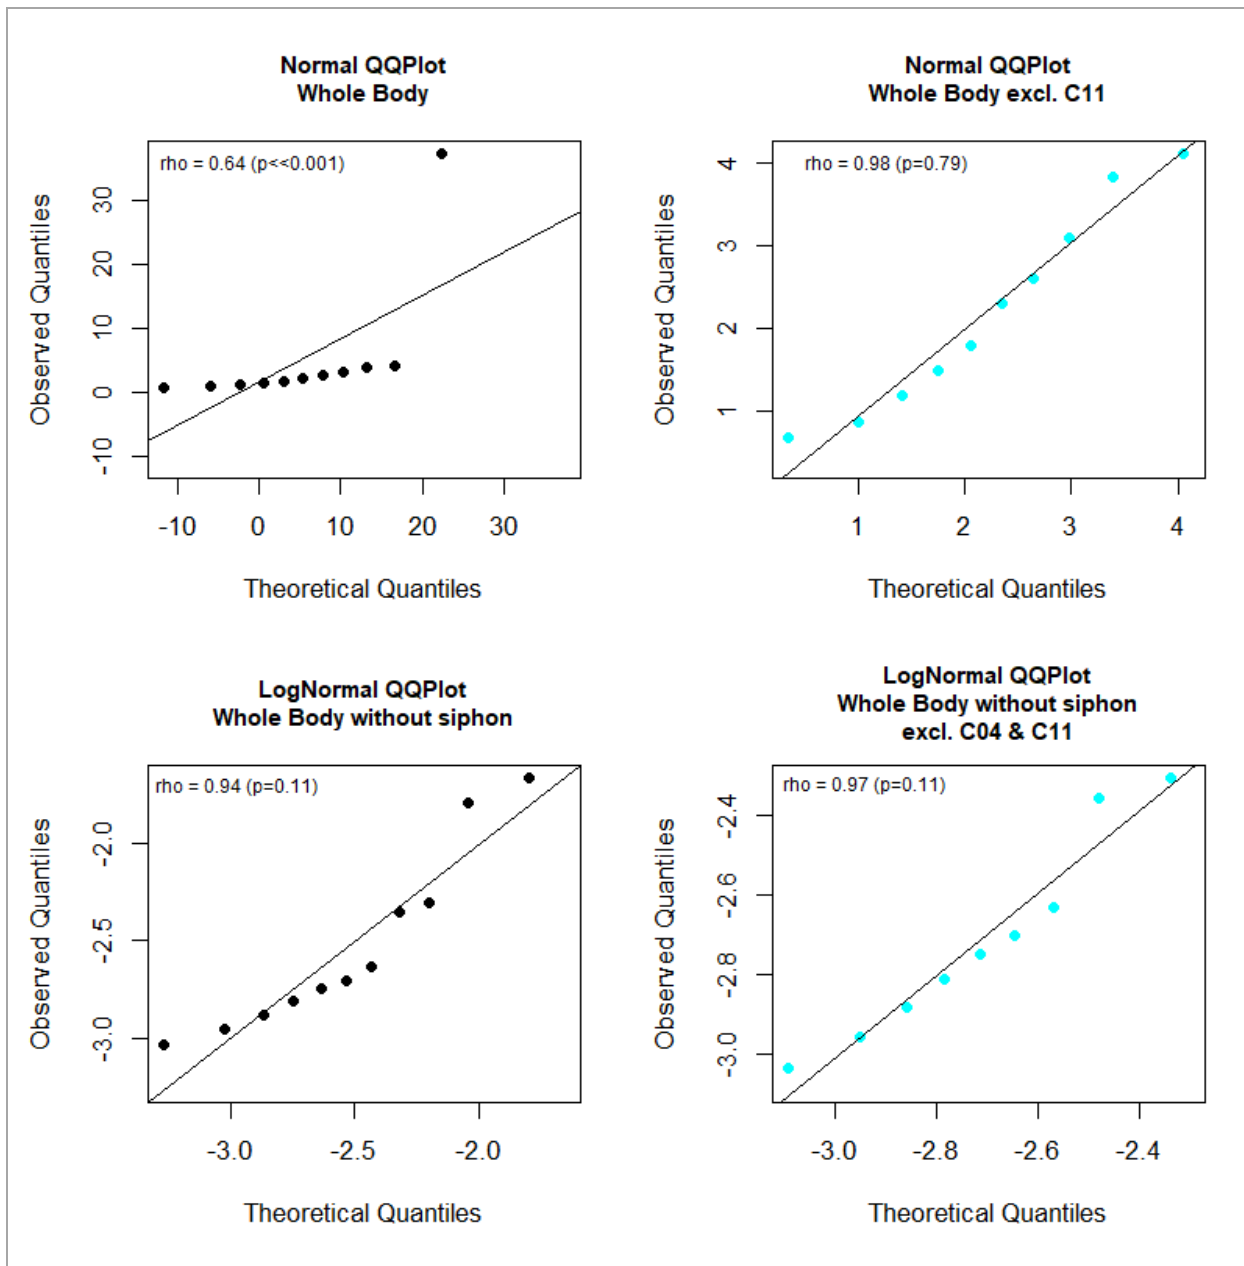 Normal QQPlot
Whole Body
rho = 0.64 (p<<0.001)
Observed Quantiles
30
20
10
0
-10
-10 0 10 20 30
Theoretical Quantiles
Normal QQPlot
Whole Body excl. C11
rho = 0.98 (p=0.79)
Observed Quantiles
4
3
2
1
1 2 3 4
Theoretical Quantiles
LogNormal QQPlot
Whole Body without siphon
rho = 0.94 (p=0.11)
Observed Quantiles
-2.0
-2.5
-3.0
-3.0 -2.5 -2.0
Theoretical Quantiles
LogNormal QQPlot
Whole Body without siphon
excl. C04 & C11
rho = 0.97 (p=0.11)
Observed Quantiles
-2.4
-2.6
-2.8
-3.0
-3.0 -2.8 -2.6 -2.4
Theoretical Quantiles